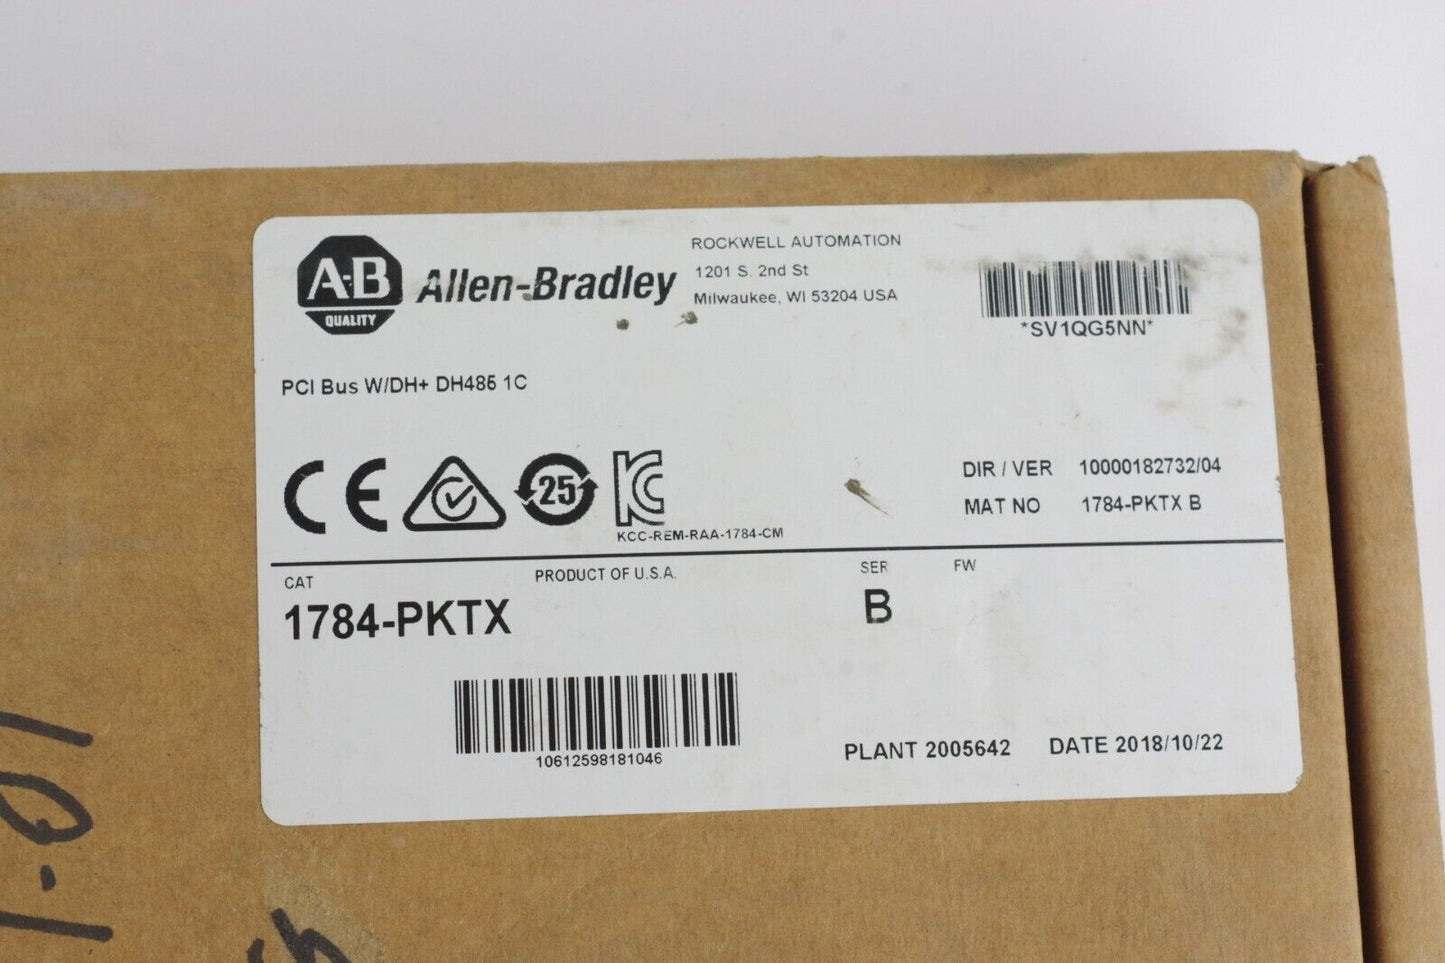 A-B
QUALITY
Allen-Bradley
ROCKWELL AUTOMATION
1201 S. 2nd St
Milwaukee, WI 53204 USA
*SV1QG5NN*
PCI Bus W/DH+ DH485 1C
CE
25
KC
KCC-REM-RAA-1784-CM
DIR / VER 10000182732/04
MAT NO 1784-PKTX B
CAT
PRODUCT OF U.S.A.
SER
FW
1784-PKTX
B
10612598181046
PLANT 2005642 DATE 2018/10/22